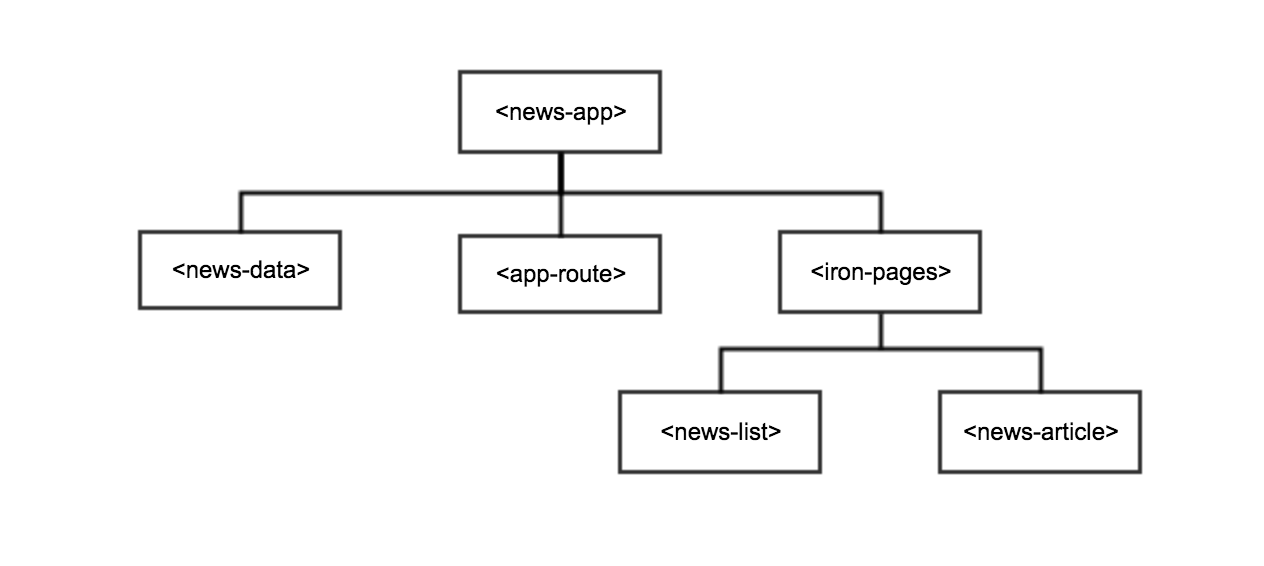 <news-app>
<news-data>
<app-route>
<iron-pages>
<news-list>
<news-article>